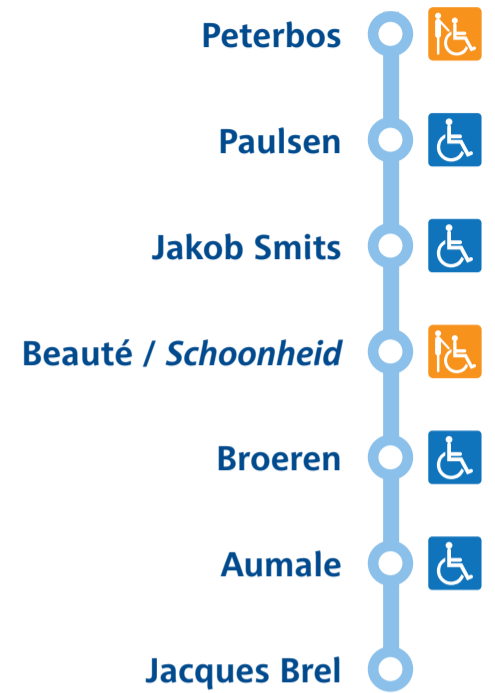 Peterbos
Paulsen
Jakob Smits
Beauté / Schoonheid
Broeren
Aumale
Jacques Brel